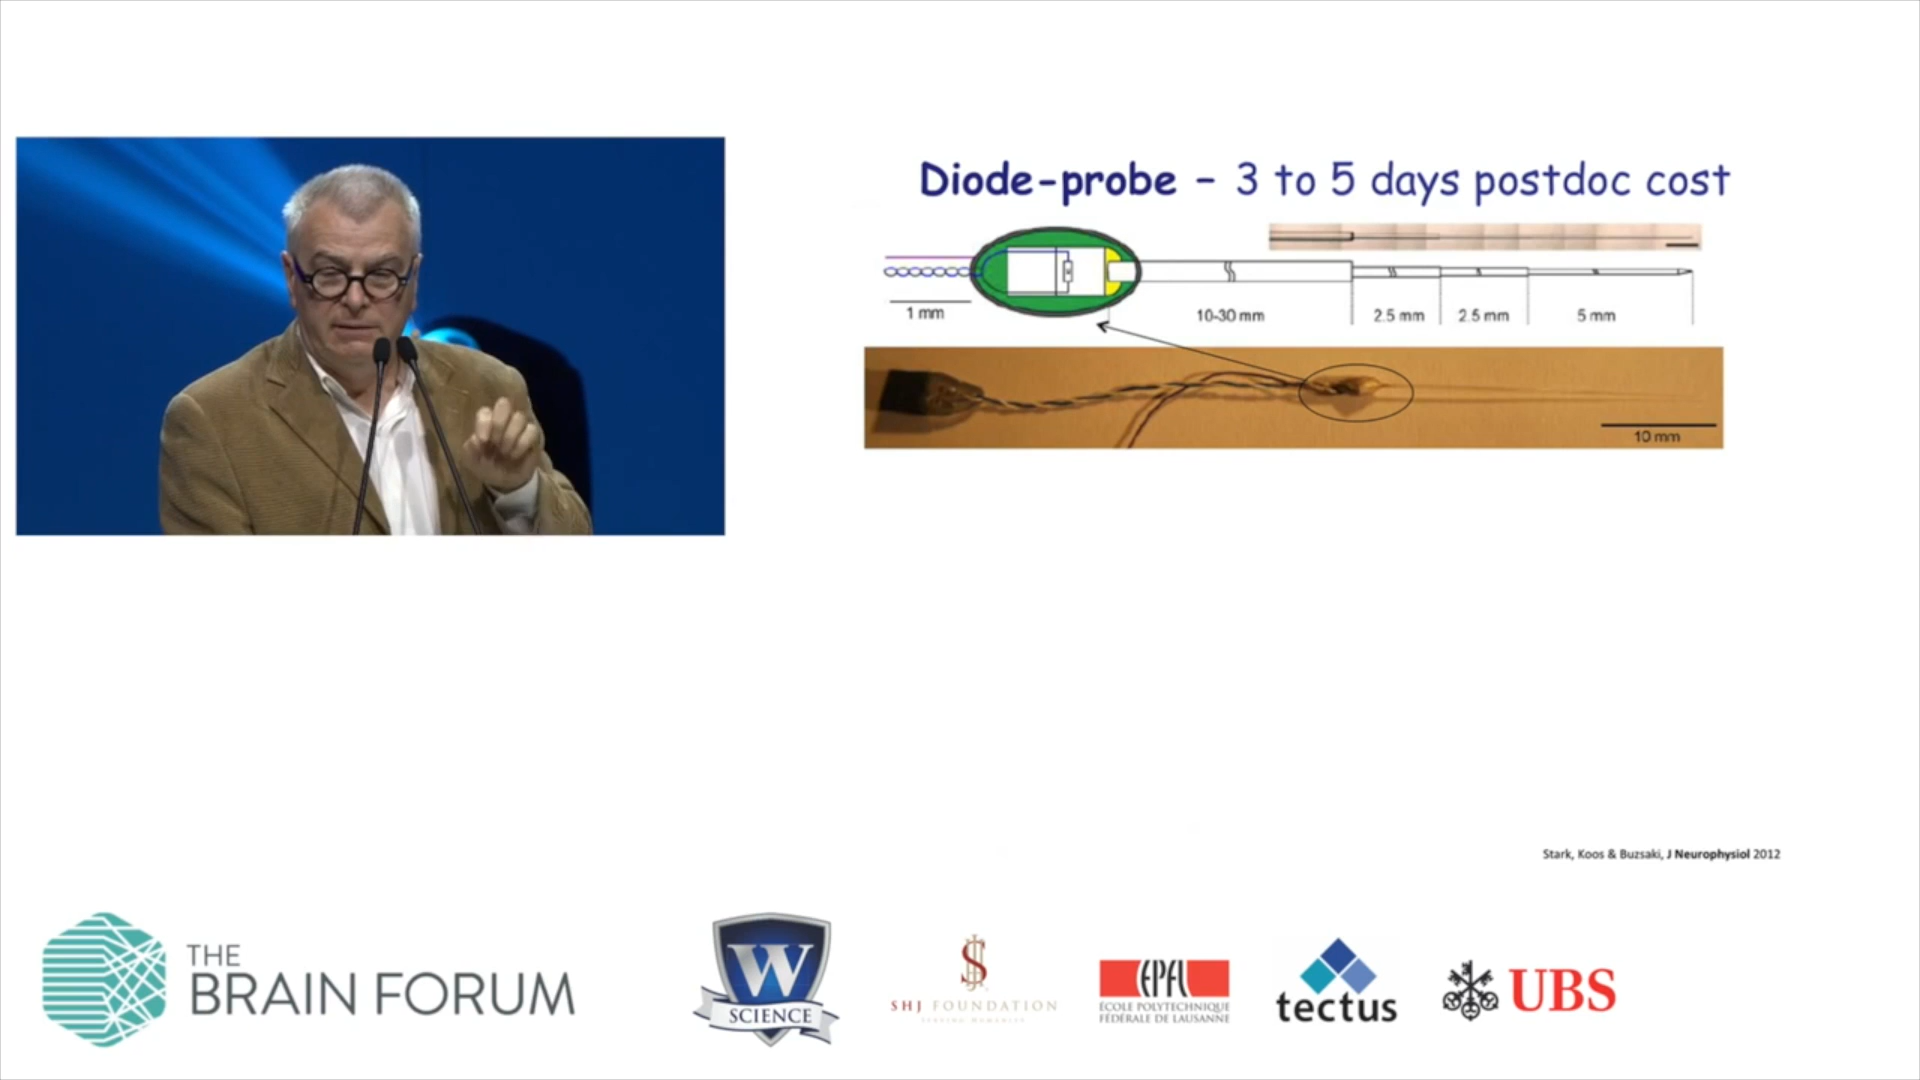 Diode-probe - 3 to 5 days postdoc cost
1 mm
10-30 mm
2.5 mm
2.5 mm
5 mm
10 mm
Stark, Koos & Buzsaki, J Neurophysiol 2012
THE
BRAIN FORUM
W
SCIENCE
SHJ FOUNDATION
EPFL
ÉCOLE POLYTECHNIQUE
FÉDÉRALE DE LAUSANNE
tectus
UBS